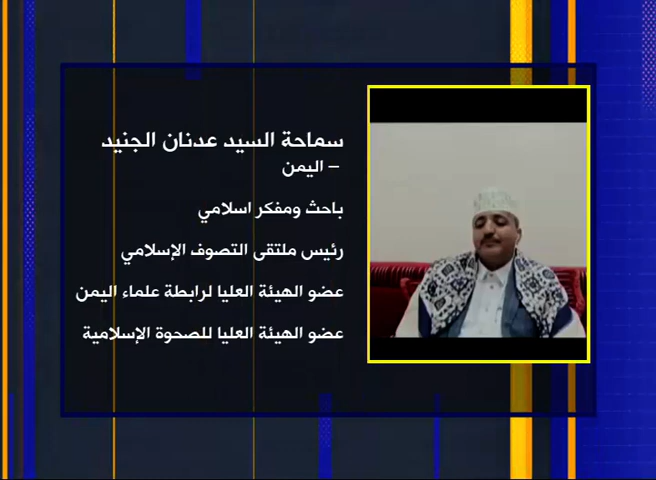 سماحة السيد عدنان الجنيد
– اليمن
باحث ومفكر اسلامي
رئيس ملتقى التصوف الإسلامي
عضو الهيئة العليا لرابطة علماء اليمن
عضو الهيئة العليا للصحوة الإسلامية